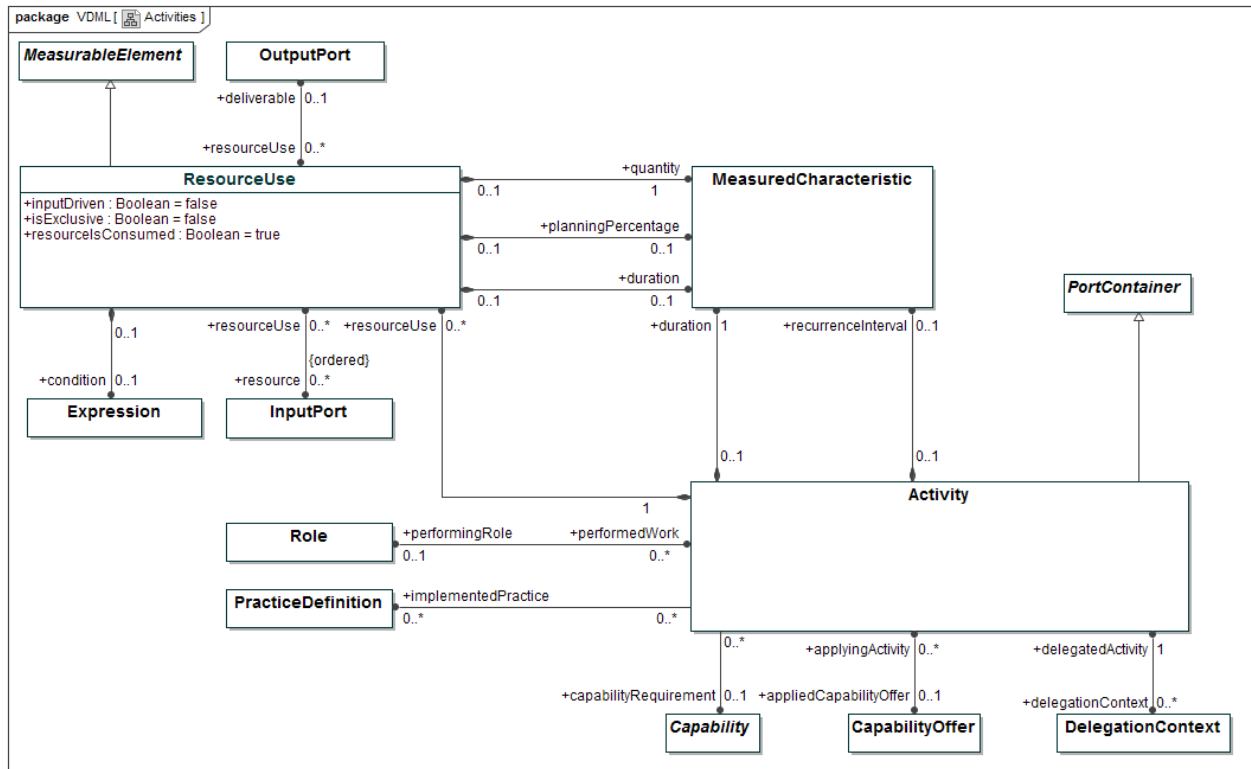 package VDML [ Activities ]
MeasurableElement
OutputPort
+deliverable 0..1
+resourceUse 0..*
ResourceUse
+inputDriven : Boolean = false
+isExclusive : Boolean = false
+resourceIsConsumed : Boolean = true
+quantity
0..1 1
+planningPercentage
0..1 0..1
+duration
0..1 0..1
MeasuredCharacteristic
PortContainer
0..1
+resourceUse 0..*
+resourceUse 0..*
+duration 1
+recurrenceInterval 0..1
{ordered}
+condition 0..1
+resource 0..*
Expression
InputPort
0..1
0..1
Activity
1
Role
+performingRole +performedWork
0..1 0..*
PracticeDefinition
+implementedPractice
0..* 0..*
0..*
+applyingActivity 0..*
+delegatedActivity 1
+capabilityRequirement 0..1
+appliedCapabilityOffer 0..1
+delegationContext 0..*
Capability
CapabilityOffer
DelegationContext